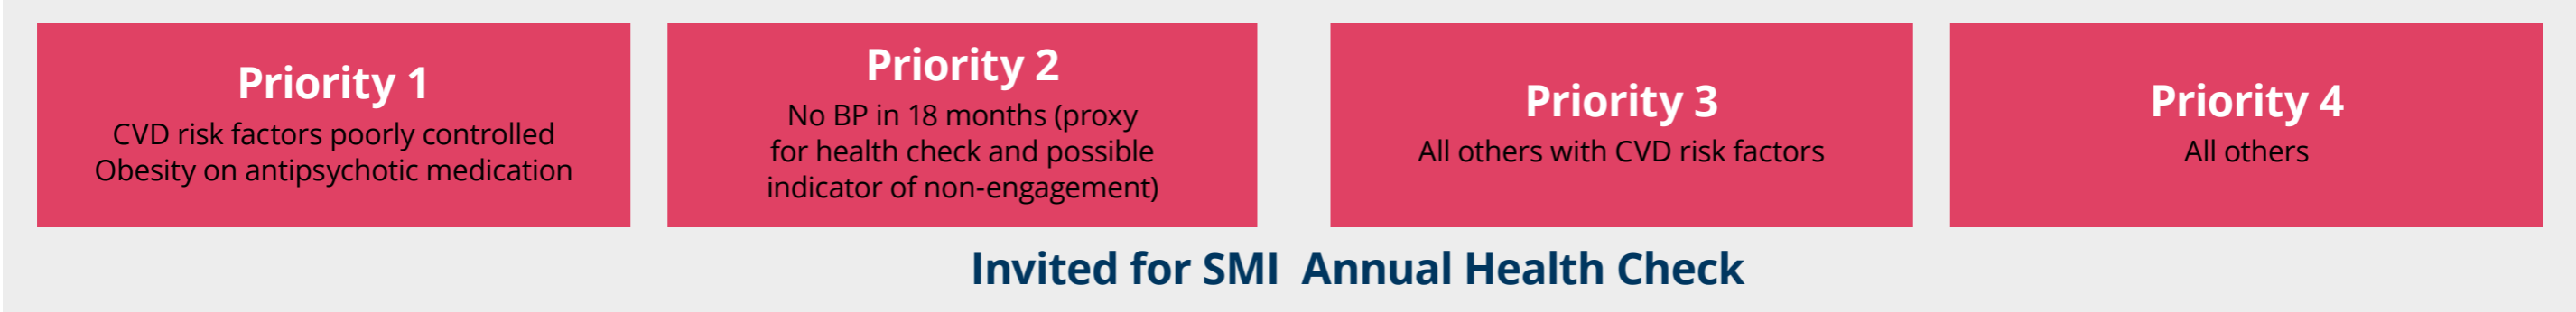 Priority 1
CVD risk factors poorly controlled
Obesity on antipsychotic medication
Priority 2
No BP in 18 months (proxy
for health check and possible
indicator of non-engagement)
Priority 3
All others with CVD risk factors
Priority 4
All others
Invited for SMI  Annual Health Check